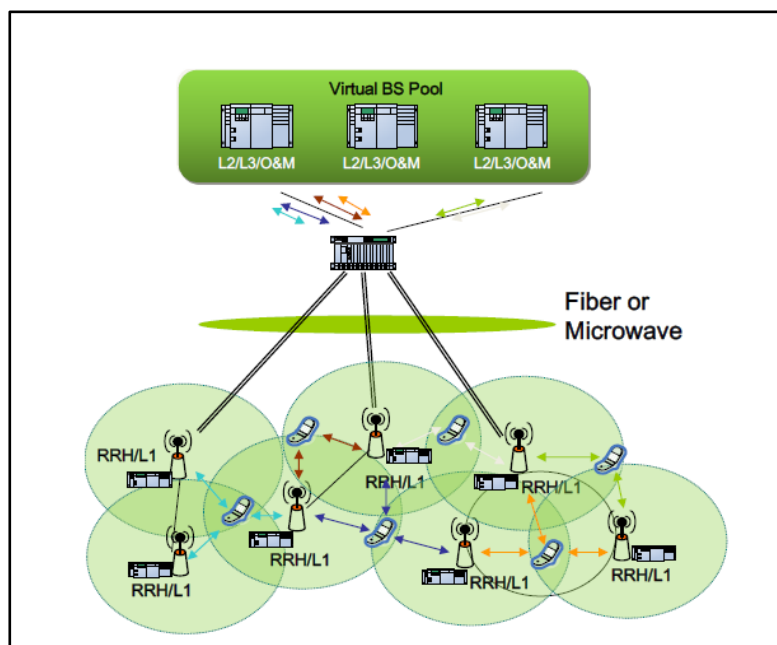 Virtual BS Pool
L2/L3/O&M
L2/L3/O&M
L2/L3/O&M
Fiber or
Microwave
RRH/L1
RRH/L1
RRH/L1
RRH/L1
RRH/L1
RRH/L1
RRH/L1